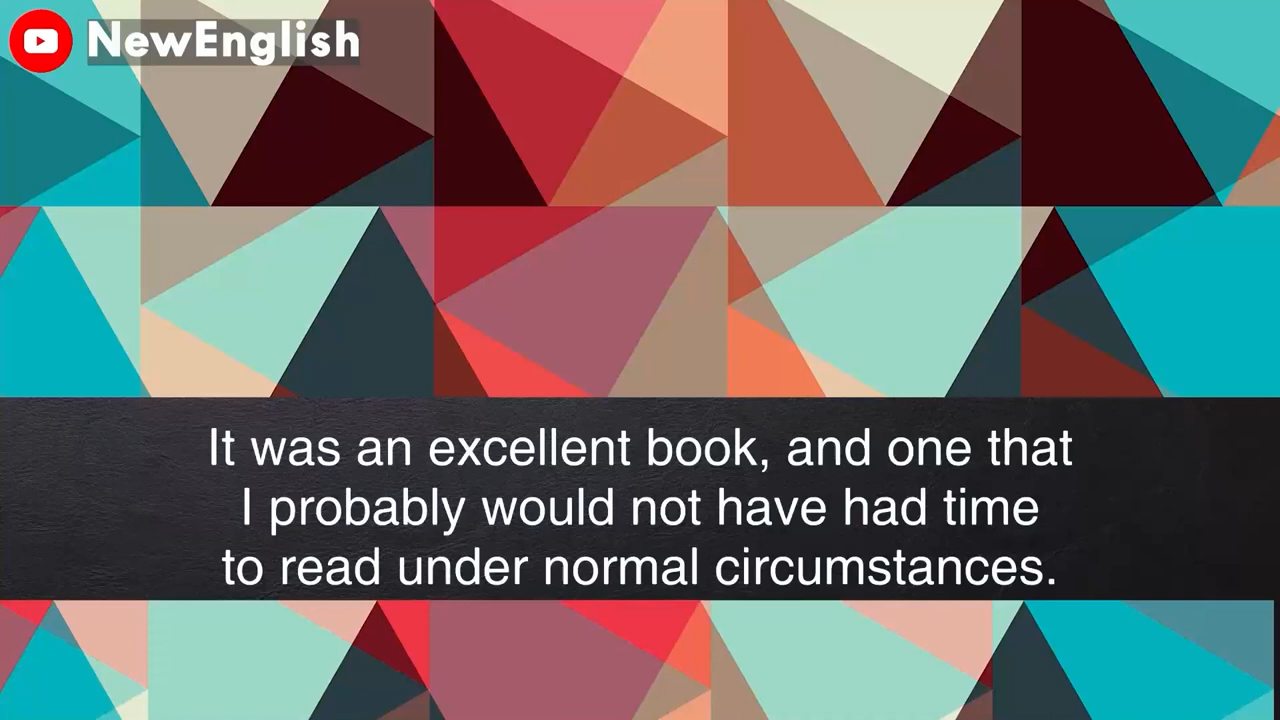 NewEnglish
It was an excellent book, and one that
I probably would not have had time
to read under normal circumstances.